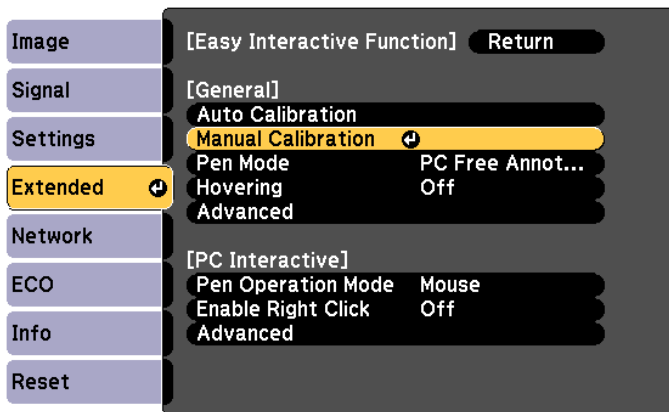 Image
Signal
Settings
Extended
Network
ECO
Info
Reset
[Easy Interactive Function] Return
[General]
Auto Calibration
Manual Calibration
Pen Mode PC Free Annot...
Hovering Off
Advanced
[PC Interactive]
Pen Operation Mode Mouse
Enable Right Click Off
Advanced